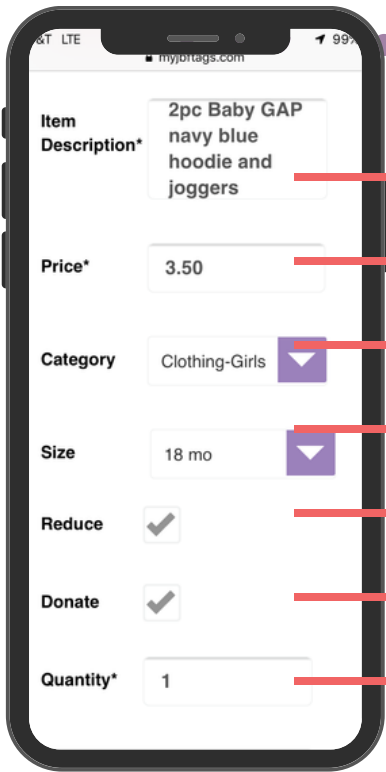 LTE 99%
myjbftags.com
Item
Description*
2pc Baby GAP
navy blue
hoodie and
joggers
Price* 3.50
Category Clothing-Girls
Size 18 mo
Reduce
Donate
Quantity* 1